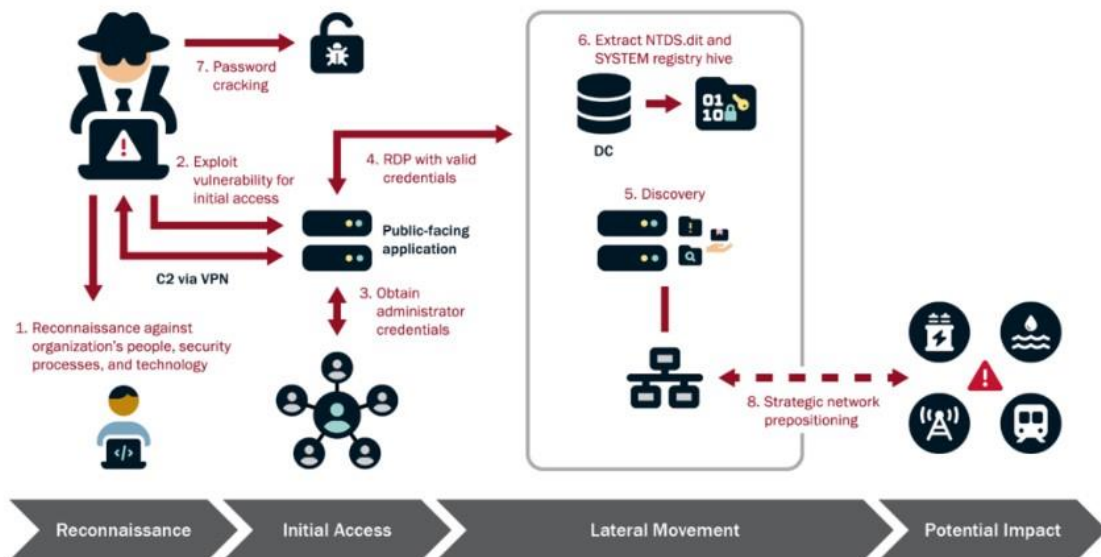 7. Password
cracking
2. Exploit
vulnerability for
initial access
C2 via VPN
1. Reconnaissance against
organization's people, security
processes, and technology
4. RDP with valid
credentials
Public-facing
application
3. Obtain
administrator
credentials
6. Extract NTDS.dit and
SYSTEM registry hive
01
10
DC
5. Discovery
8. Strategic network
prepositioning
</>
Reconnaissance
Initial Access
Lateral Movement
Potential Impact